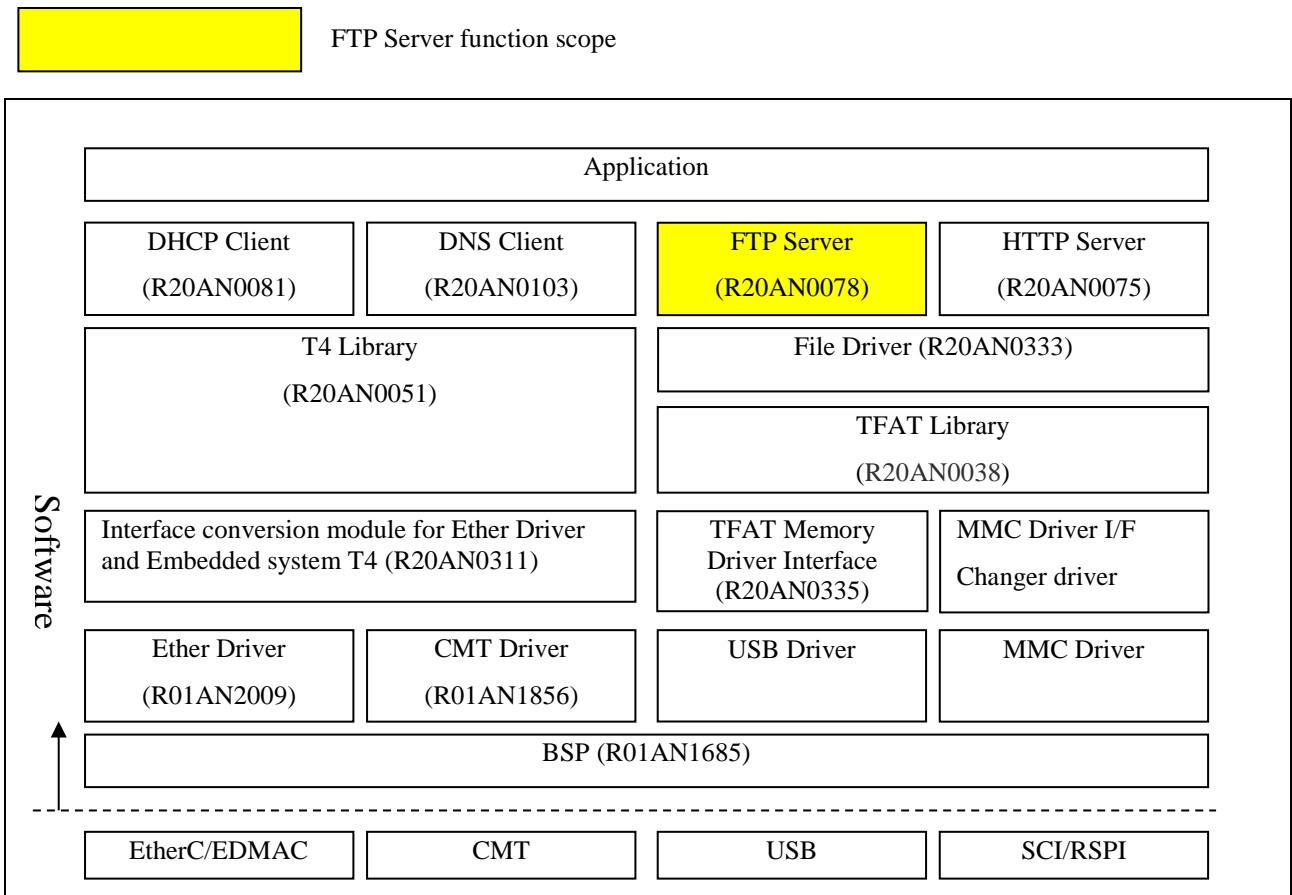 FTP Server function scope
Application
DHCP Client
(R20AN0081)
DNS Client
(R20AN0103)
FTP Server
(R20AN0078)
HTTP Server
(R20AN0075)
T4 Library
(R20AN0051)
File Driver (R20AN0333)
TFAT Library
(R20AN0038)
Software
Interface conversion module for Ether Driver
and Embedded system T4 (R20AN0311)
TFAT Memory
Driver Interface
(R20AN0335)
MMC Driver I/F
Changer driver
Ether Driver
(R01AN2009)
CMT Driver
(R01AN1856)
USB Driver
MMC Driver
BSP (R01AN1685)
EtherC/EDMAC
CMT
USB
SCI/RSPI